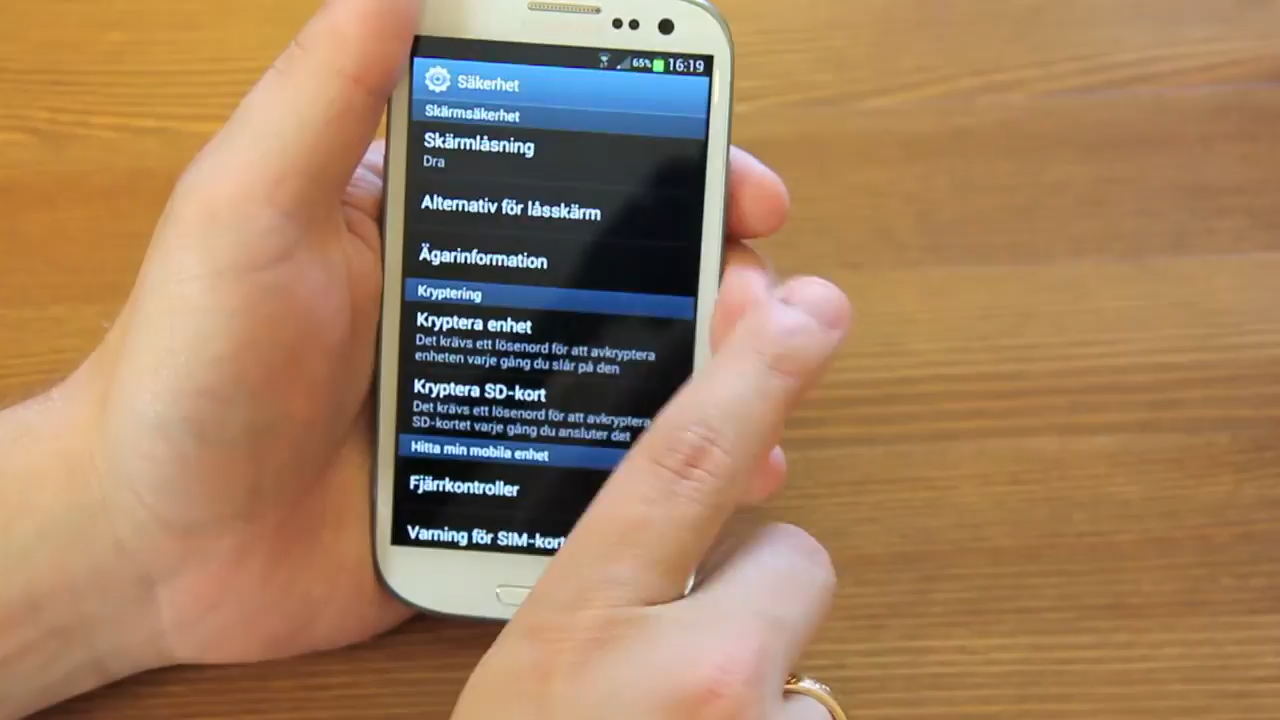 65% 16:19
Säkerhet
Skärmsäkerhet
Skärmlåsning
Dra
Alternativ för låsskärm
Ägarinformation
Kryptering
Kryptera enhet
Det krävs ett lösenord för att avkryptera
enheten varje gång du slår på den
Kryptera SD-kort
Det krävs ett lösenord för att avkryptera
SD-kortet varje gång du ansluter det
Hitta min mobila enhet
Fjärrkontroller
Varning för SIM-kort